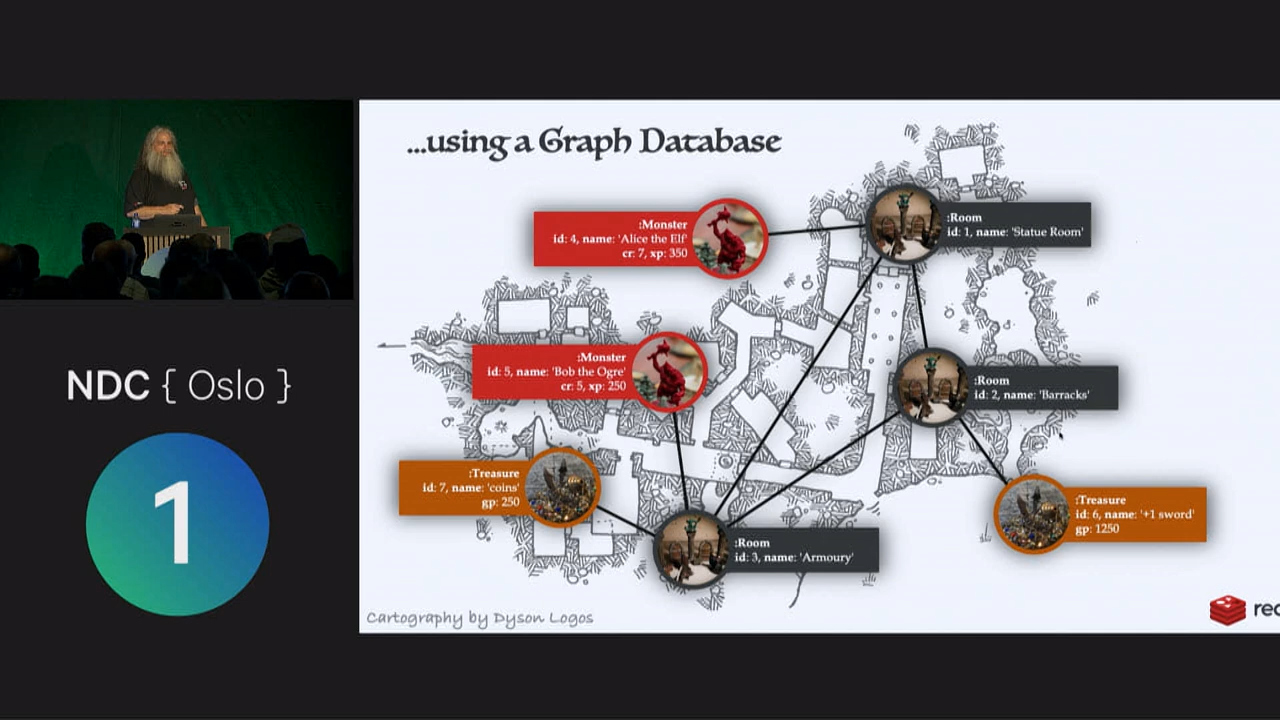 ...using a Graph Database
:Monster
id: 4, name: 'Alice the Elf'
cr: 7, xp: 350
:Room
id: 1, name: 'Statue Room'
:Monster
id: 5, name: 'Bob the Ogre'
cr: 5, xp: 250
:Room
id: 2, name: 'Barracks'
NDC { Oslo }
1
:Treasure
id: 7, name: 'coins'
gp: 250
:Treasure
id: 6, name: '+1 sword'
gp: 1250
:Room
id: 3, name: 'Armoury'
Cartography by Dyson Logos